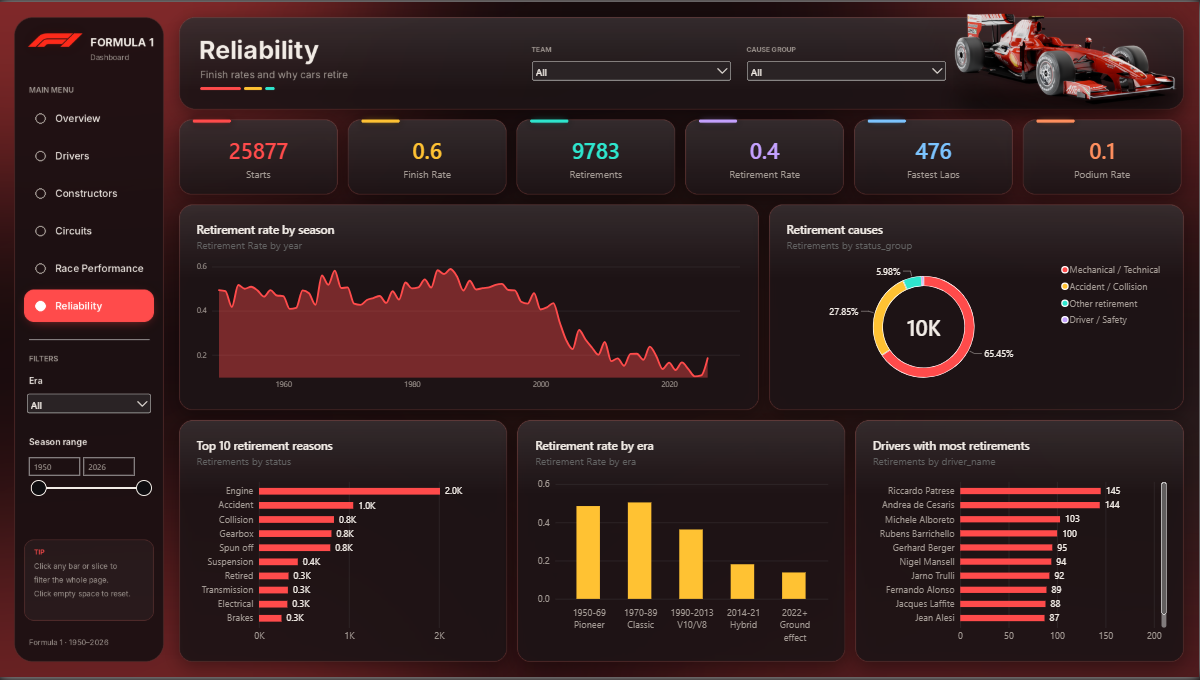 FORMULA 1
Dashboard
MAIN MENU
Overview
Drivers
Constructors
Circuits
Race Performance
Reliability
FILTERS
Era
All
Season range
1950 2026
TIP
Click any bar or slice to
filter the whole page.
Click empty space to reset.
Formula 1 · 1950–2026
Reliability
Finish rates and why cars retire
TEAM
All
CAUSE GROUP
All
25877
Starts
0.6
Finish Rate
9783
Retirements
0.4
Retirement Rate
476
Fastest Laps
0.1
Podium Rate
Retirement rate by season
Retirement Rate by year
0.6
0.4
0.2
1960 1980 2000 2020
Retirement causes
Retirements by status_group
5.98%
27.85%
10K
65.45%
Mechanical / Technical
Accident / Collision
Other retirement
Driver / Safety
Top 10 retirement reasons
Retirements by status
Engine 2.0K
Accident 1.0K
Collision 0.8K
Gearbox 0.8K
Spun off 0.8K
Suspension 0.4K
Retired 0.3K
Transmission 0.3K
Electrical 0.3K
Brakes 0.3K
0K 1K 2K
Retirement rate by era
Retirement Rate by era
0.6
0.4
0.2
0.0
1950-69 1970-89 1990-2013 2014-21 2022+
Pioneer Classic V10/V8 Hybrid Ground
effect
Drivers with most retirements
Retirements by driver_name
Riccardo Patrese 145
Andrea de Cesaris 144
Michele Alboreto 103
Rubens Barrichello 100
Gerhard Berger 95
Nigel Mansell 94
Jarno Trulli 92
Fernando Alonso 89
Jacques Laffite 88
Jean Alesi 87
0 50 100 150 200